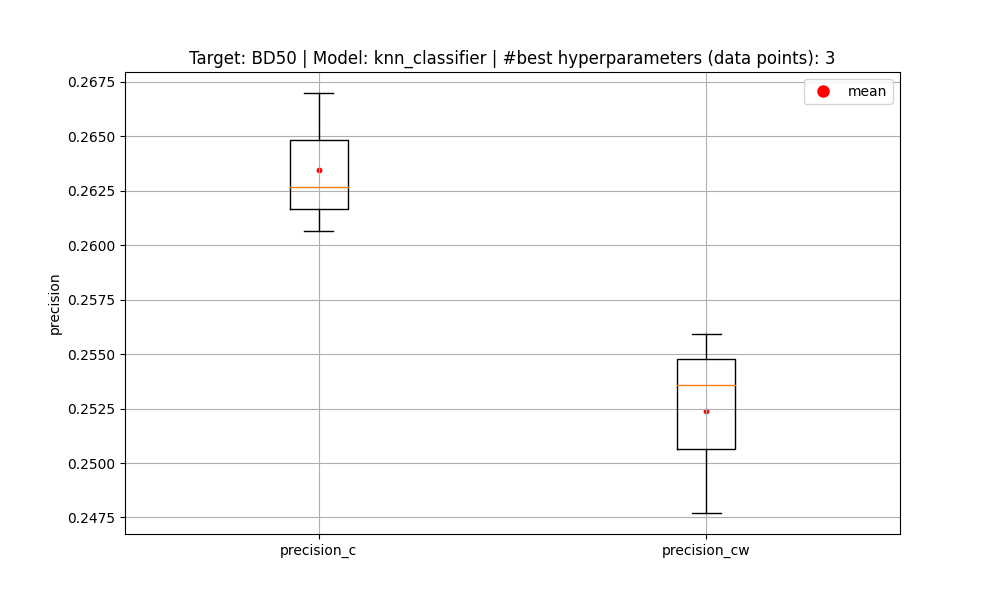 Target: BD50 | Model: knn_classifier | #best hyperparameters (data points): 3
mean
0.2675
0.2650
0.2625
0.2600
0.2575
0.2550
0.2525
0.2500
0.2475
precision
precision_c
precision_cw